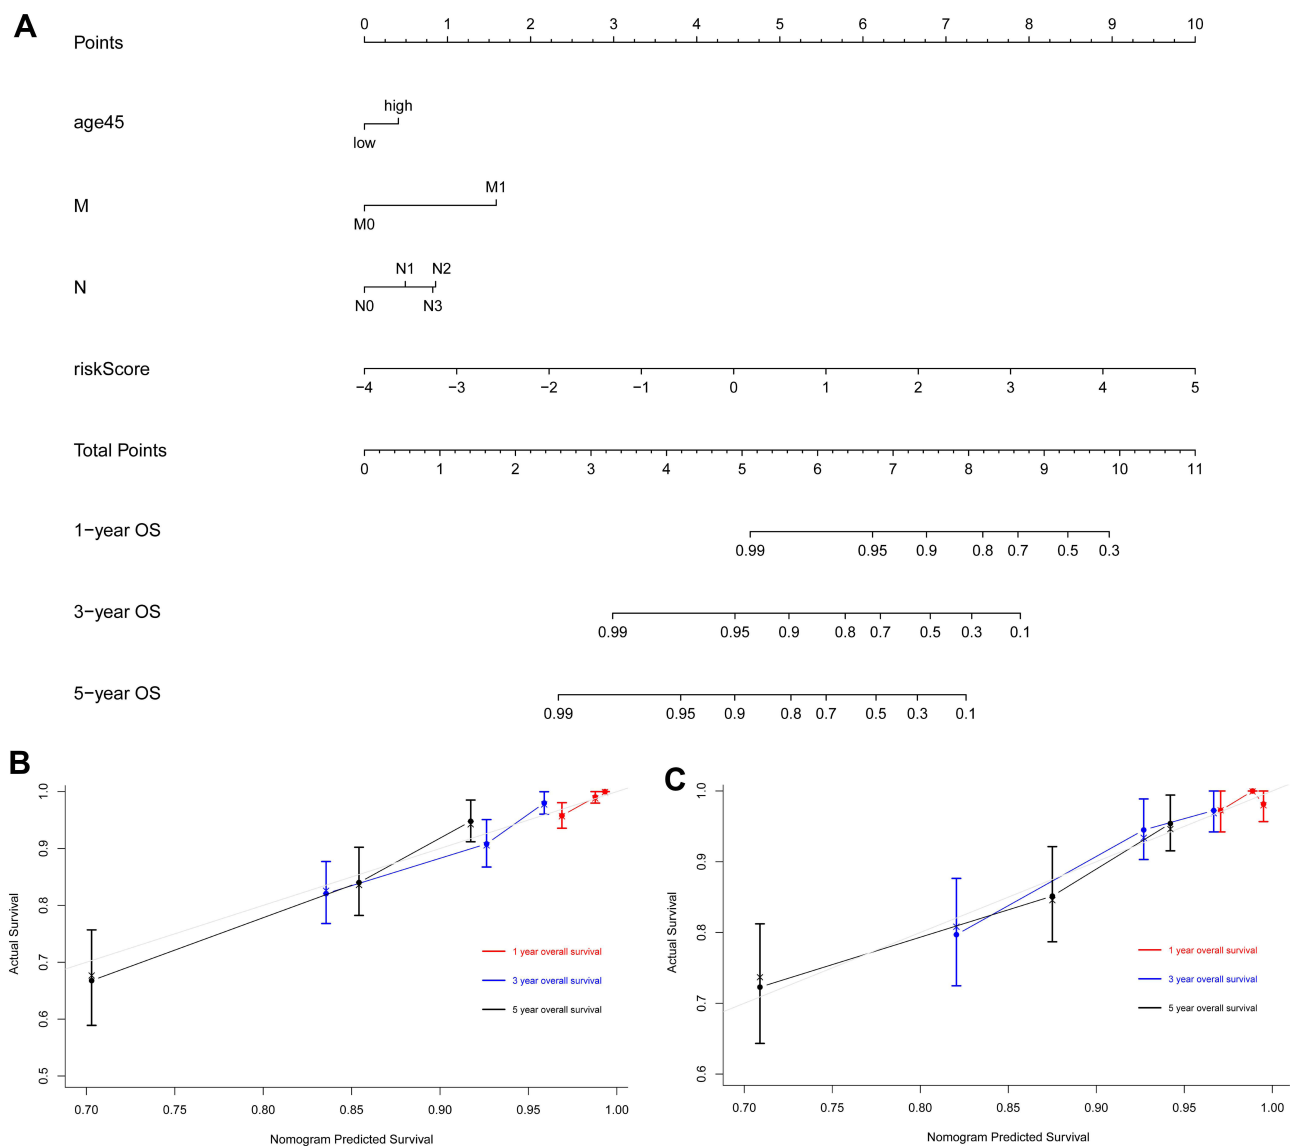 A
Points
0 1 2 3 4 5 6 7 8 9 10
age45
high
low
M
M1
M0
N
N1 N2
N0 N3
riskScore
−4 −3 −2 −1 0 1 2 3 4 5
Total Points
0 1 2 3 4 5 6 7 8 9 10 11
1−year OS
0.99 0.95 0.9 0.8 0.7 0.5 0.3
3−year OS
0.99 0.95 0.9 0.8 0.7 0.5 0.3 0.1
5−year OS
0.99 0.95 0.9 0.8 0.7 0.5 0.3 0.1
B
Actual Survival
1.0
0.9
0.8
0.7
0.6
0.5
1 year overall survival
3 year overall survival
5 year overall survival
0.70 0.75 0.80 0.85 0.90 0.95 1.00
Nomogram Predicted Survival
C
Actual Survival
1.0
0.9
0.8
0.7
0.6
1 year overall survival
3 year overall survival
5 year overall survival
0.70 0.75 0.80 0.85 0.90 0.95 1.00
Nomogram Predicted Survival